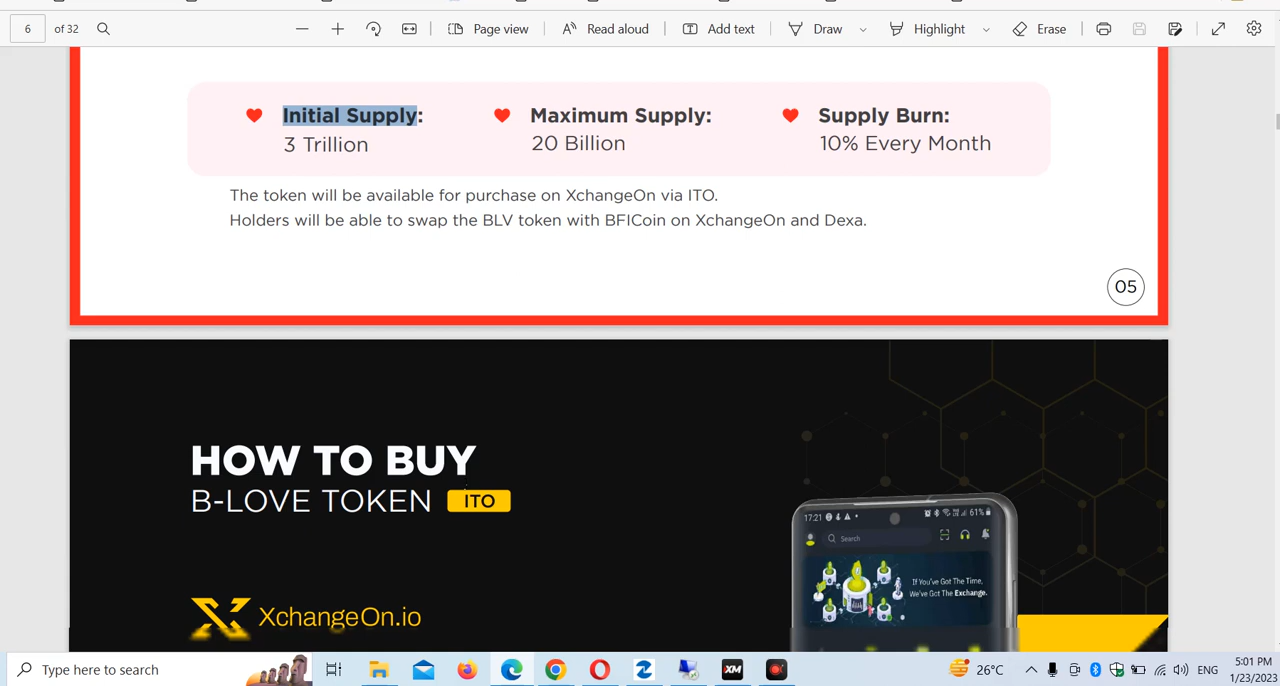 6 of 32 Page view Read aloud Add text Draw Highlight Erase
Initial Supply: Maximum Supply: Supply Burn:
3 Trillion 20 Billion 10% Every Month
The token will be available for purchase on XchangeOn via ITO.
Holders will be able to swap the BLV token with BFICoin on XchangeOn and Dexa.
05
HOW TO BUY
B-LOVE TOKEN ITO
17:21 61%
Search
If You've Got The Time,
We've Got The Exchange.
XchangeOn.io
Type here to search XM 26°C ENG 5:01 PM
1/23/2023